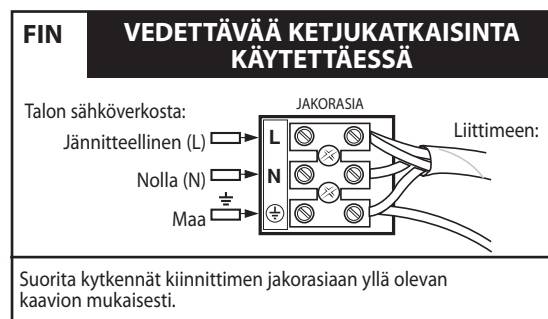 FIN
VEDETTÄVÄÄ KETJUKATKAISINTA
KÄYTETTÄESSÄ
Talon sähköverkosta:
JAKORASIA
Jännitteellinen (L)
L
Liittimeen:
Nolla (N)
N
Maa
Suorita kytkennät kiinnittimen jakorasiaan yllä olevan
kaavion mukaisesti.